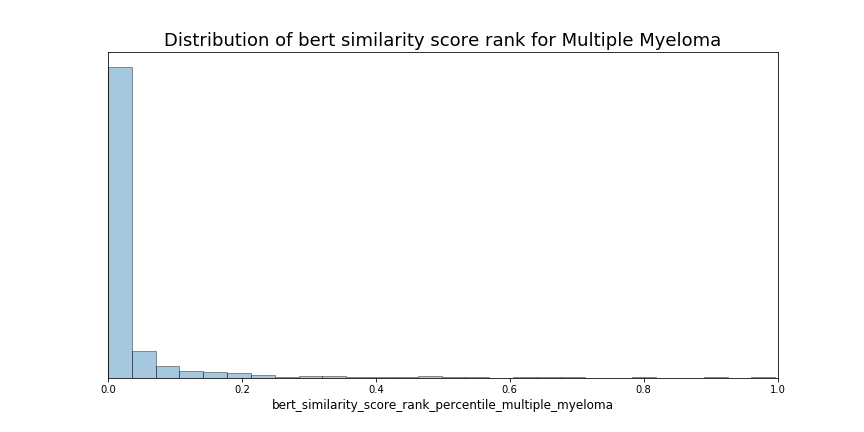 Distribution of bert similarity score rank for Multiple Myeloma
0.0 0.2 0.4 0.6 0.8 1.0
bert_similarity_score_rank_percentile_multiple_myeloma